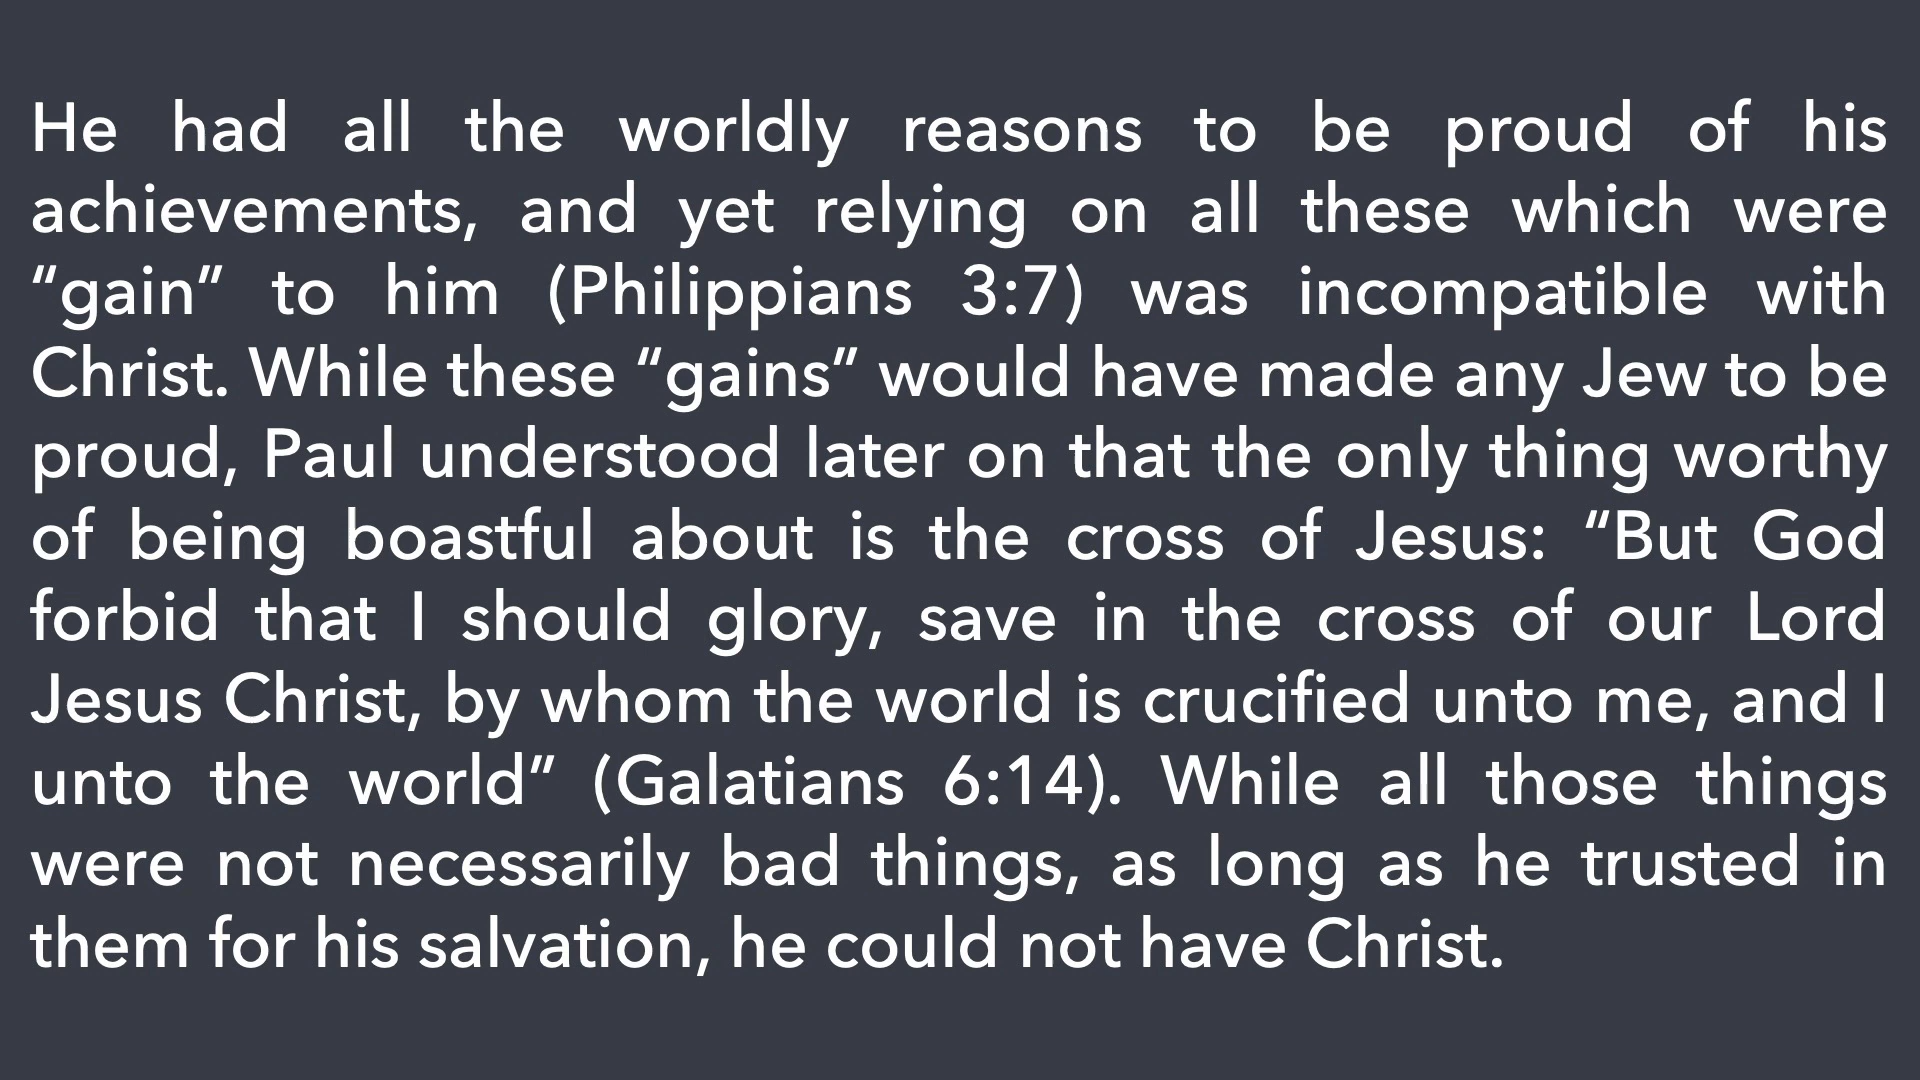 He had all the worldly reasons to be proud of his
achievements, and yet relying on all these which were
“gain” to him (Philippians 3:7) was incompatible with
Christ. While these “gains” would have made any Jew to be
proud, Paul understood later on that the only thing worthy
of being boastful about is the cross of Jesus: “But God
forbid that I should glory, save in the cross of our Lord
Jesus Christ, by whom the world is crucified unto me, and I
unto the world” (Galatians 6:14). While all those things
were not necessarily bad things, as long as he trusted in
them for his salvation, he could not have Christ.